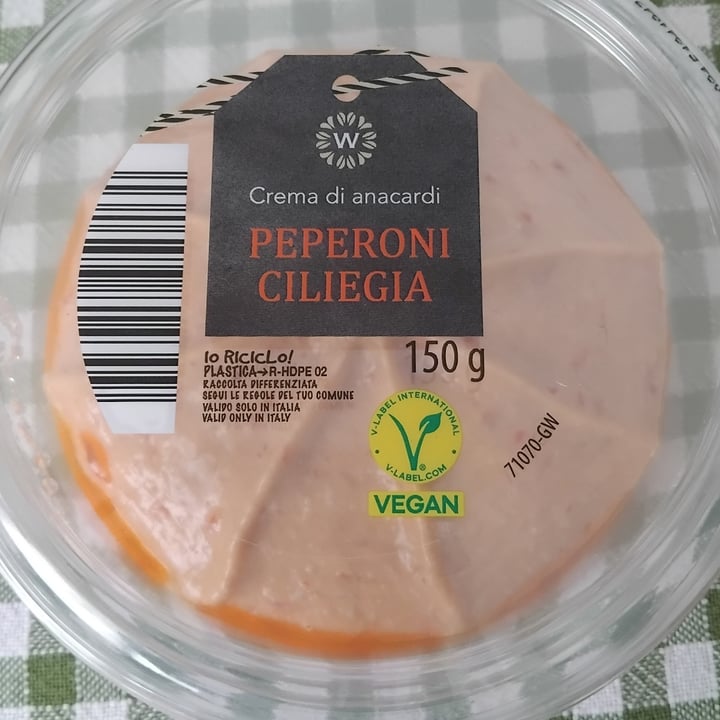 W
Crema di anacardi
PEPERONI
CILIEGIA
150 g
IO RICICLO!
PLASTICA→R-HDPE 02
RACCOLTA DIFFERENZIATA
SEGUI LE REGOLE DEL TUO COMUNE
VALIDO SOLO IN ITALIA
VALID ONLY IN ITALY
V-LABEL INTERNATIONAL
V-LABEL.COM
VEGAN
71070-GW